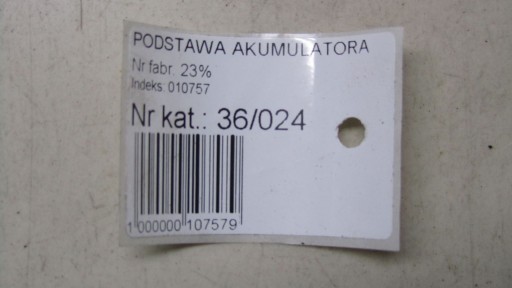 PODSTAWA AKUMULATORA
Nr fabr. 23%
Indeks: 010757
Nr kat.: 36/024
1 000000 107579